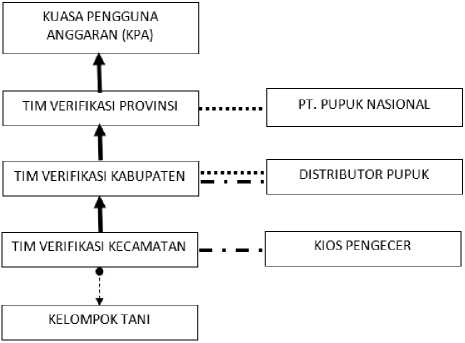 KUASA PENGGUNA
ANGGARAN (KPA)
TIM VERIFIKASI PROVINSI
PT. PUPUK NASIONAL
TIM VERIFIKASI KABUPATEN
DISTRIBUTOR PUPUK
TIM VERIFIKASI KECAMATAN
KIOS PENGECER
KELOMPOK TANI